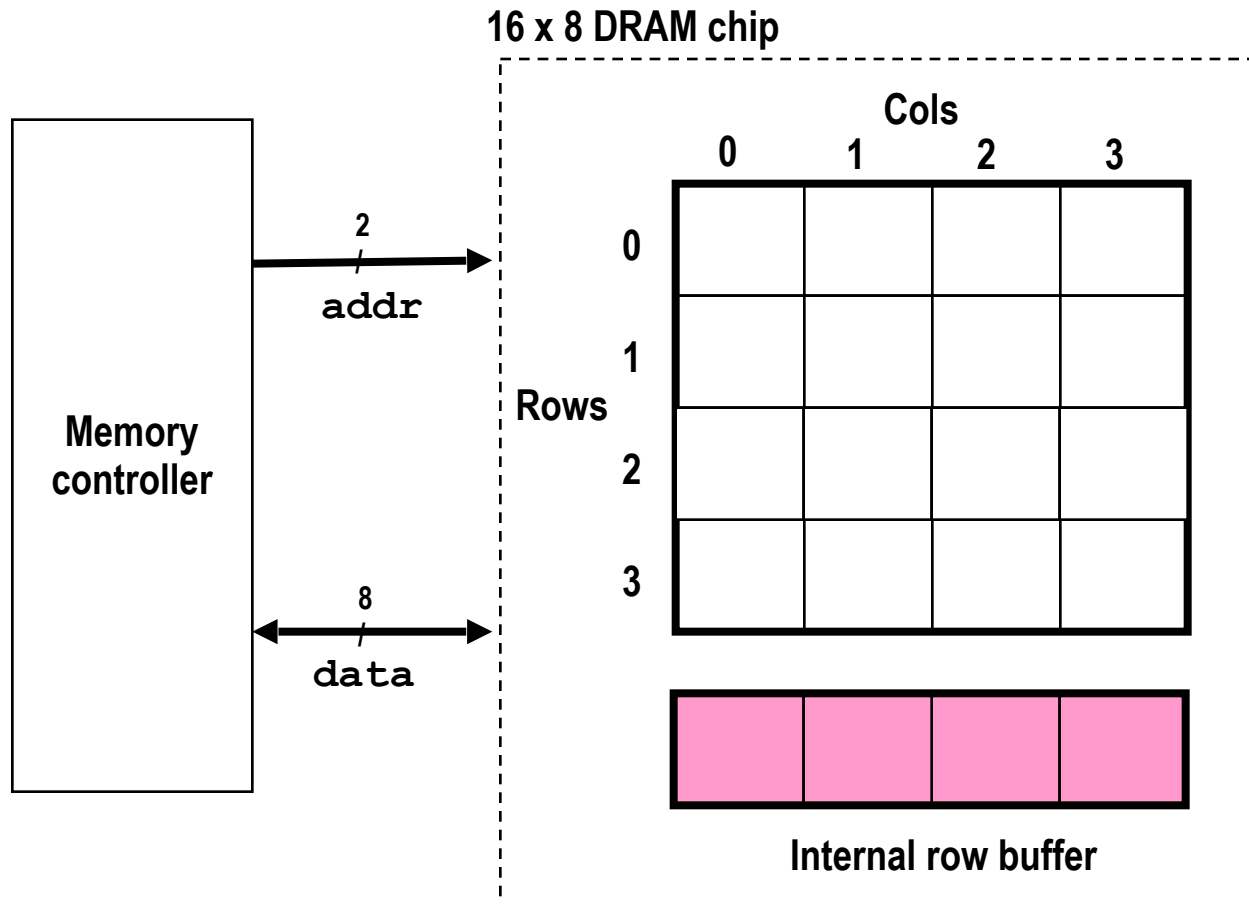 16 x 8 DRAM chip
Cols
0 1 2 3
2
addr
0
1
Rows
Memory
controller
2
3
8
data
Internal row buffer